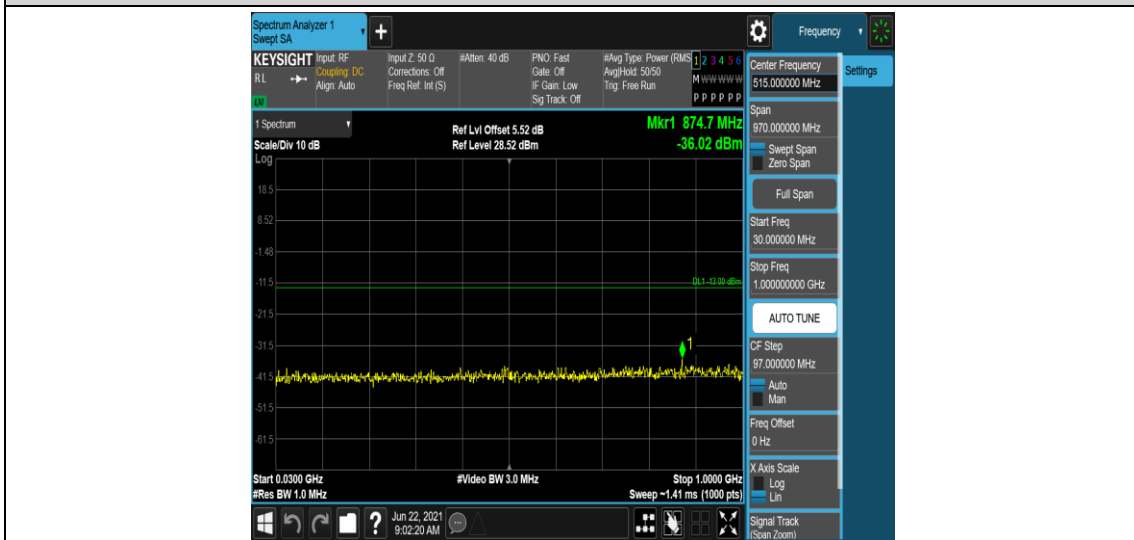 Spectrum Analyzer 1
Swept SA
Frequency
KEYSIGHT
RL
LXI
Input: RF
Coupling: DC
Align: Auto
Input Z: 50 Ω
Corrections: Off
Freq Ref: Int (S)
#Atten: 40 dB
PNO: Fast
Gate: Off
IF Gain: Low
Sig Track: Off
#Avg Type: Power (RMS
Avg|Hold: 50/50
Trig: Free Run
1 2 3 4 5 6
M W W W W W
P P P P P P
1 Spectrum
Scale/Div 10 dB
Log
Ref Lvl Offset 5.52 dB
Ref Level 28.52 dBm
Mkr1 874.7 MHz
-36.02 dBm
18.5
8.52
-1.48
-11.5
DL1 -13.00 dBm
-21.5
-31.5
1
-41.5
-51.5
-61.5
Start 0.0300 GHz
#Res BW 1.0 MHz
#Video BW 3.0 MHz
Stop 1.0000 GHz
Sweep ~1.41 ms (1000 pts)
Jun 22, 2021
9:02:20 AM
Center Frequency
515.000000 MHz
Settings
Span
970.000000 MHz
Swept Span
Zero Span
Full Span
Start Freq
30.000000 MHz
Stop Freq
1.000000000 GHz
AUTO TUNE
CF Step
97.000000 MHz
Auto
Man
Freq Offset
0 Hz
X Axis Scale
Log
Lin
Signal Track
(Span Zoom)